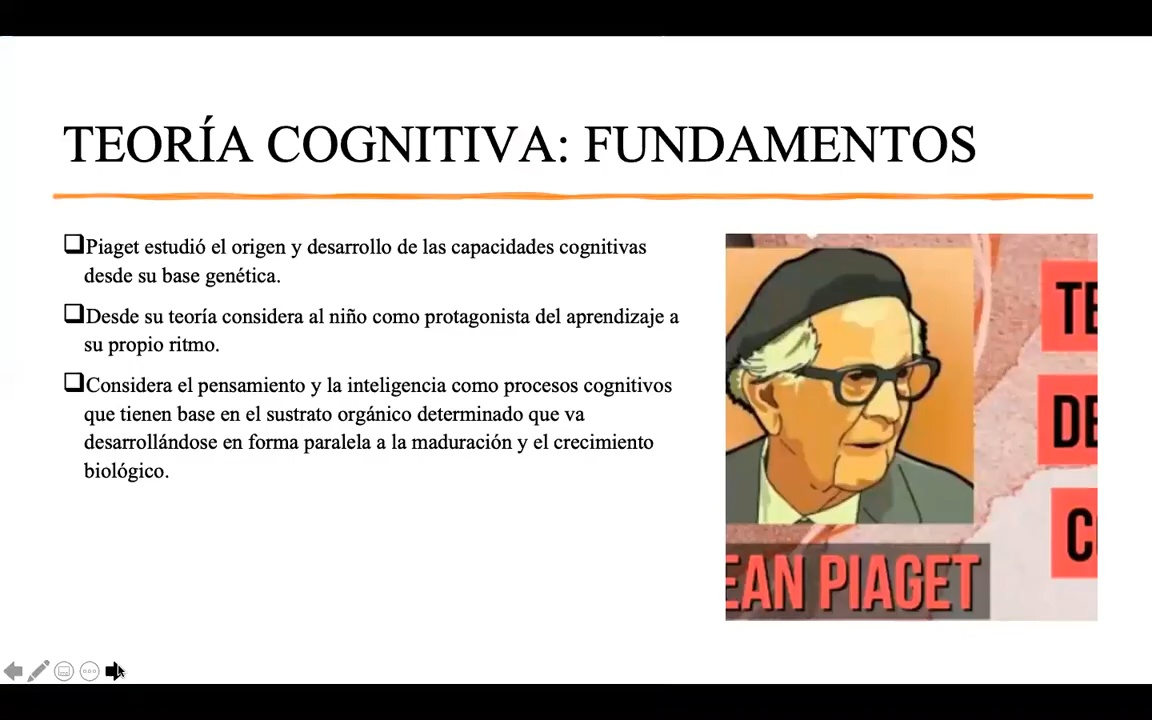 TEORÍA COGNITIVA: FUNDAMENTOS
Piaget estudió el origen y desarrollo de las capacidades cognitivas
desde su base genética.
Desde su teoría considera al niño como protagonista del aprendizaje a
su propio ritmo.
Considera el pensamiento y la inteligencia como procesos cognitivos
que tienen base en el sustrato orgánico determinado que va
desarrollándose en forma paralela a la maduración y el crecimiento
biológico.
TE
DE
C
EAN PIAGET